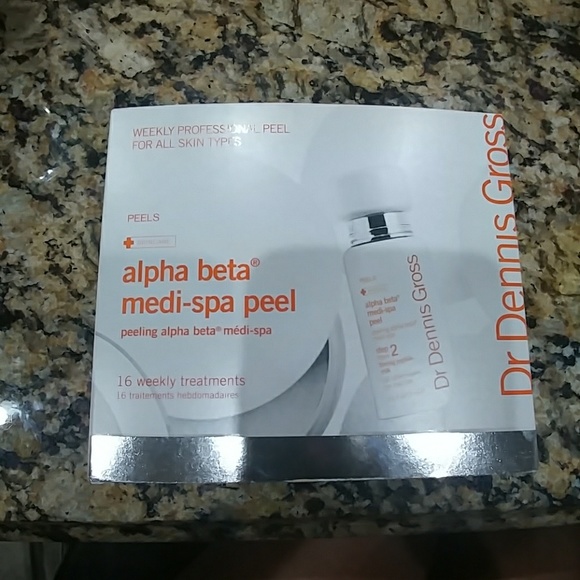 WEEKLY PROFESSIONAL PEEL
FOR ALL SKIN TYPES
PEELS
alpha beta®
medi-spa peel
peeling alpha beta® médi-spa
16 weekly treatments
16 traitements hebdomadaires
Dr Dennis Gross
alpha beta®
medi-spa
peel
step
2
Dr Dennis Gross